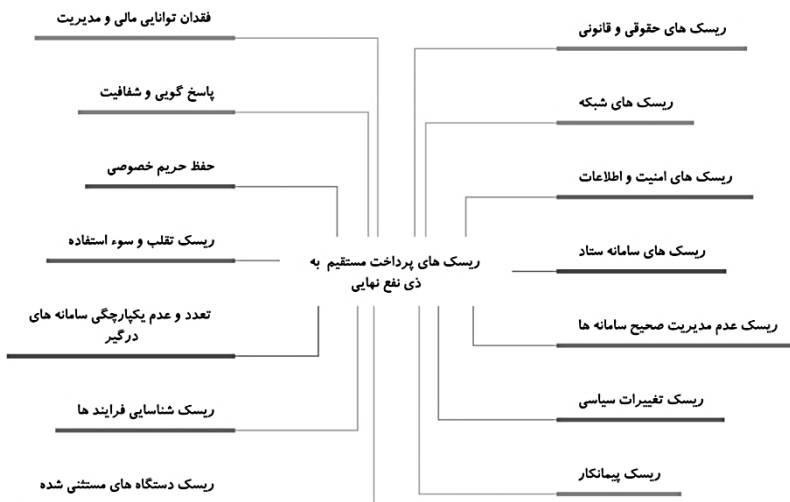 ریسک های حقوقی و قانونی
ریسک های شبکه
ریسک های امنیت و اطلاعات
ریسک های سامانه ستاد
ریسک عدم مدیریت صحیح سامانه ها
ریسک تغییرات سیاسی
ریسک پیمانکار
ریسک های پرداخت مستقیم به
ذی نفع نهایی
فقدان توانایی مالی و مدیریت
پاسخ گویی و شفافیت
حفظ حریم خصوصی
ریسک تقلب و سوء استفاده
تعدد و عدم یکپارچگی سامانه های
درگیر
ریسک شناسایی فرایند ها
ریسک دستگاه های مستثنی شده